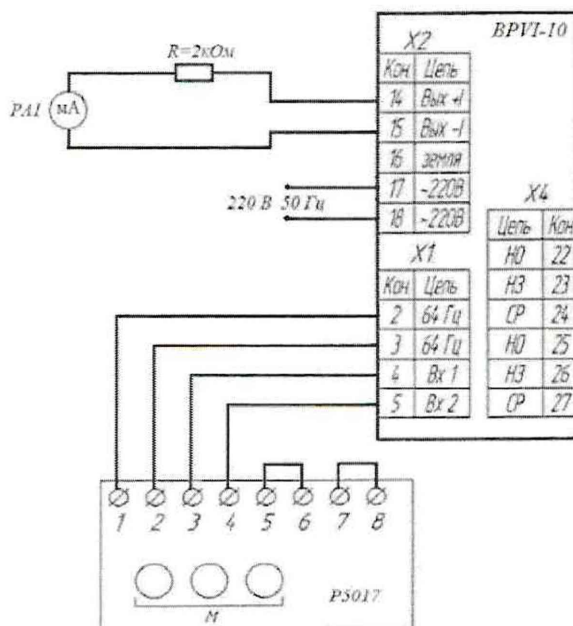 BPVI-10
R=2кОм
PA1
мА
X2
Кон Цепь
14 Вых +I
15 Вых -I
16 земля
17 ~220В
18 ~220В
220 В 50 Гц
X4
Цепь Кон
НО 22
НЗ 23
СР 24
НО 25
НЗ 26
СР 27
X1
Кон Цепь
2 64 Гц
3 64 Гц
4 Вх 1
5 Вх 2
1 2 3 4 5 6 7 8
М
P5017